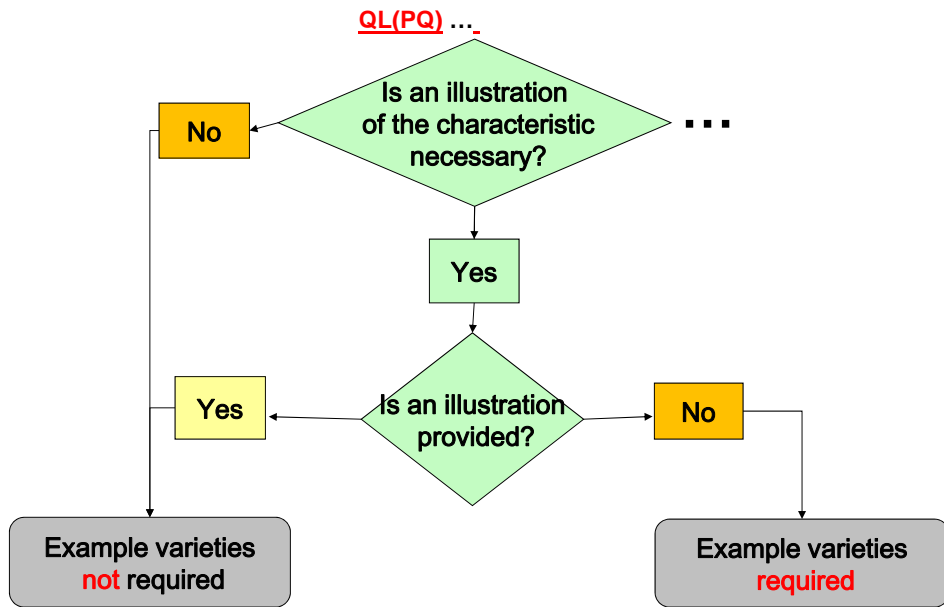 QL(PQ) ...
Is an illustration
of the characteristic
necessary?
...
No
Yes
Is an illustration
provided?
Yes
No
Example varieties
not required
Example varieties
required